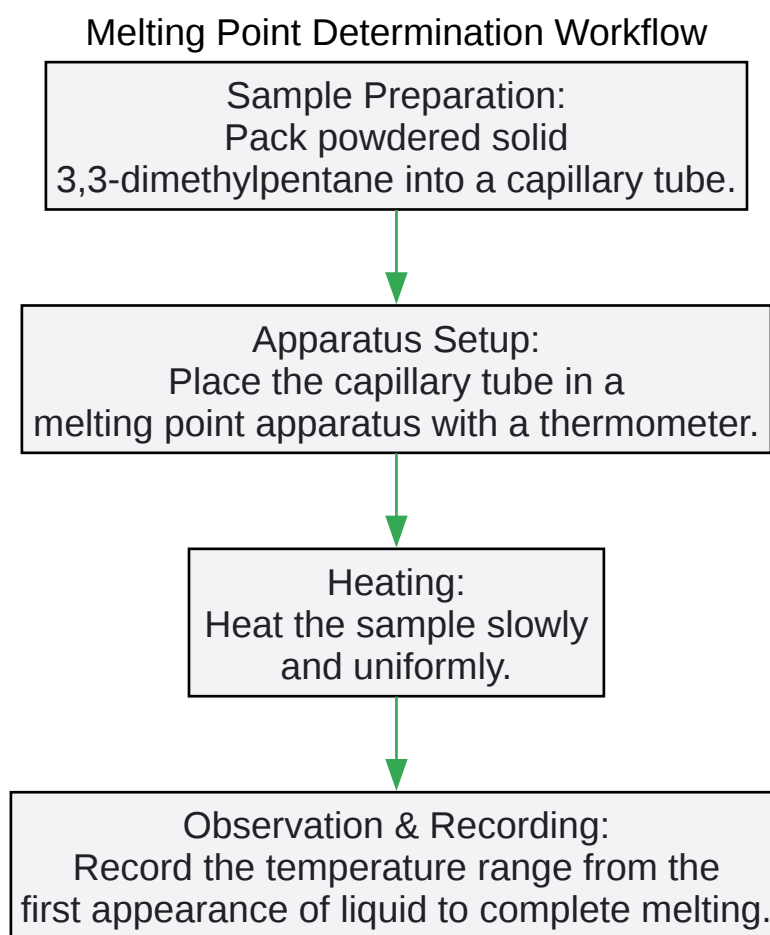 Melting Point Determination Workflow
Sample Preparation:
Pack powdered solid
3,3-dimethylpentane into a capillary tube.
Apparatus Setup:
Place the capillary tube in a
melting point apparatus with a thermometer.
Heating:
Heat the sample slowly
and uniformly.
Observation & Recording:
Record the temperature range from the
first appearance of liquid to complete melting.